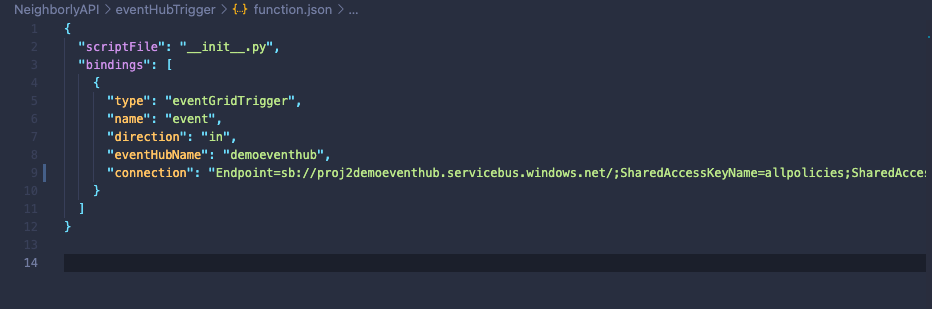 NeighborlyAPI > eventHubTrigger > {..} function.json > ...
1 {
2 "scriptFile": "__init__.py",
3 "bindings": [
4 {
5 "type": "eventGridTrigger",
6 "name": "event",
7 "direction": "in",
8 "eventHubName": "demoeventhub",
9 "connection": "Endpoint=sb://proj2demoeventhub.servicebus.windows.net/;SharedAccessKeyName=allpolicies;SharedAcces
10 }
11 ]
12 }
13
14